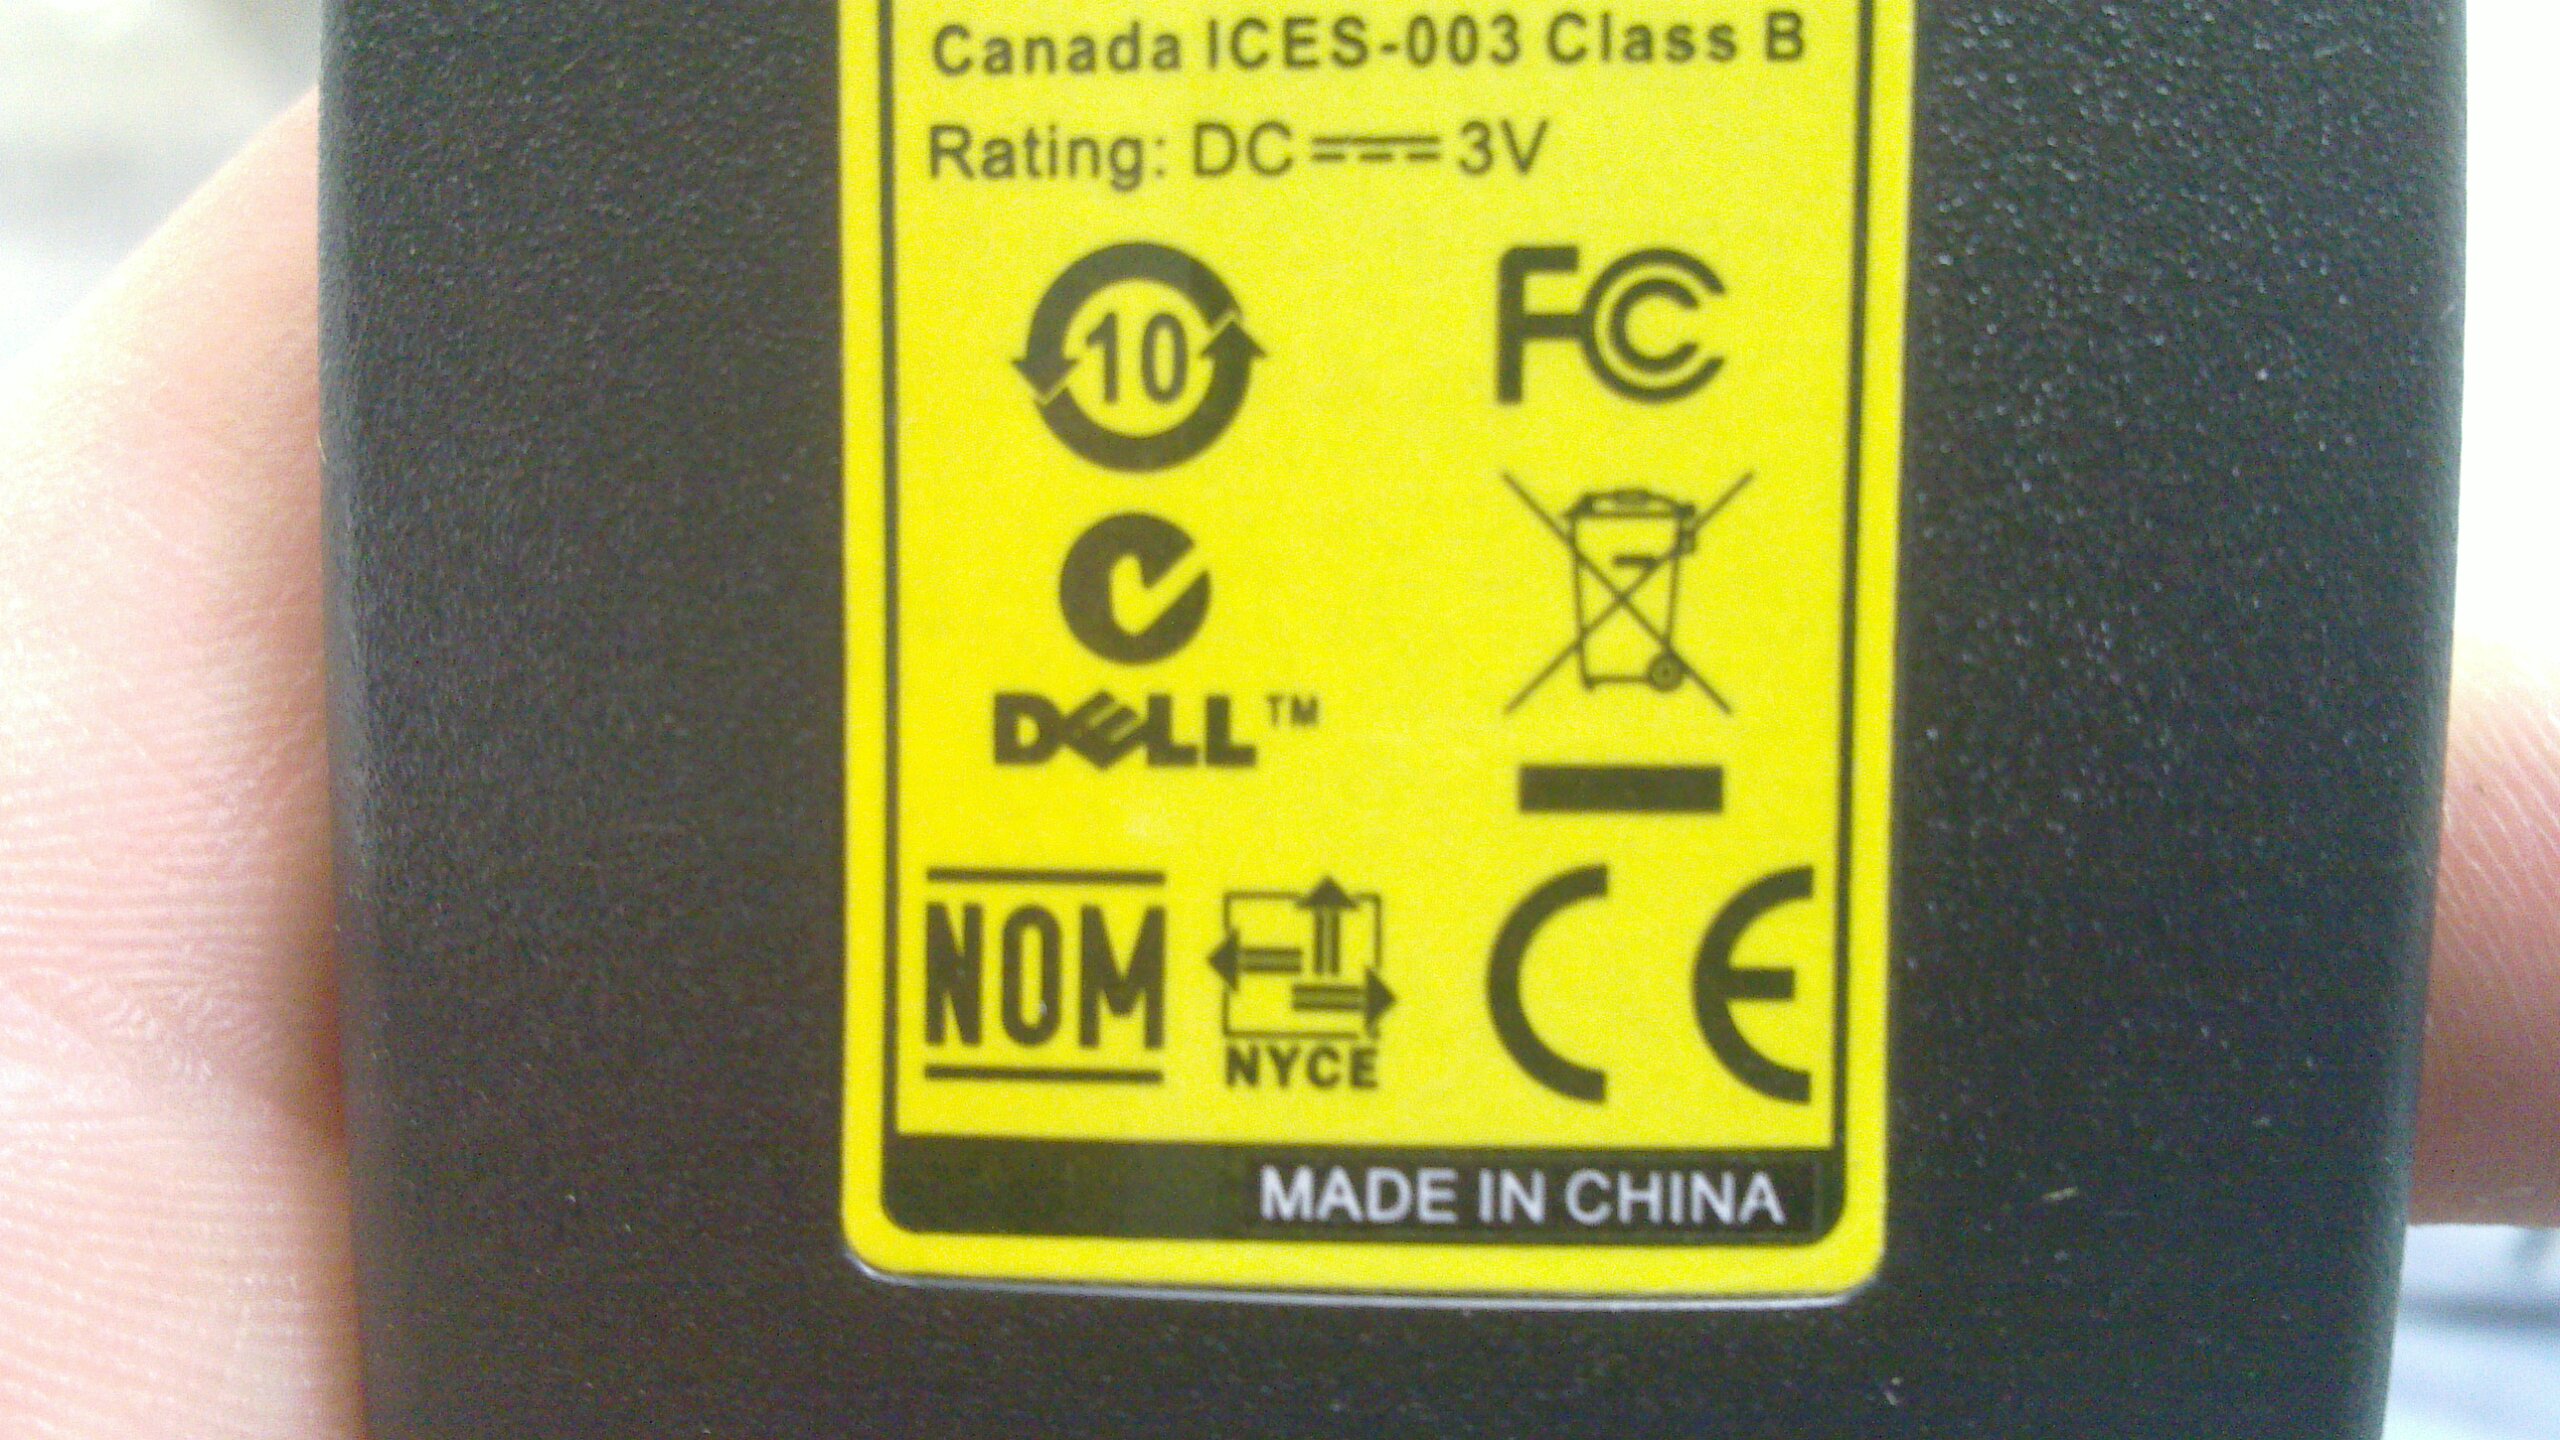 Canada ICES-003 Class B
Rating: DC 3V
10
FC
DELL™
NOM
NYCE
CE
MADE IN CHINA